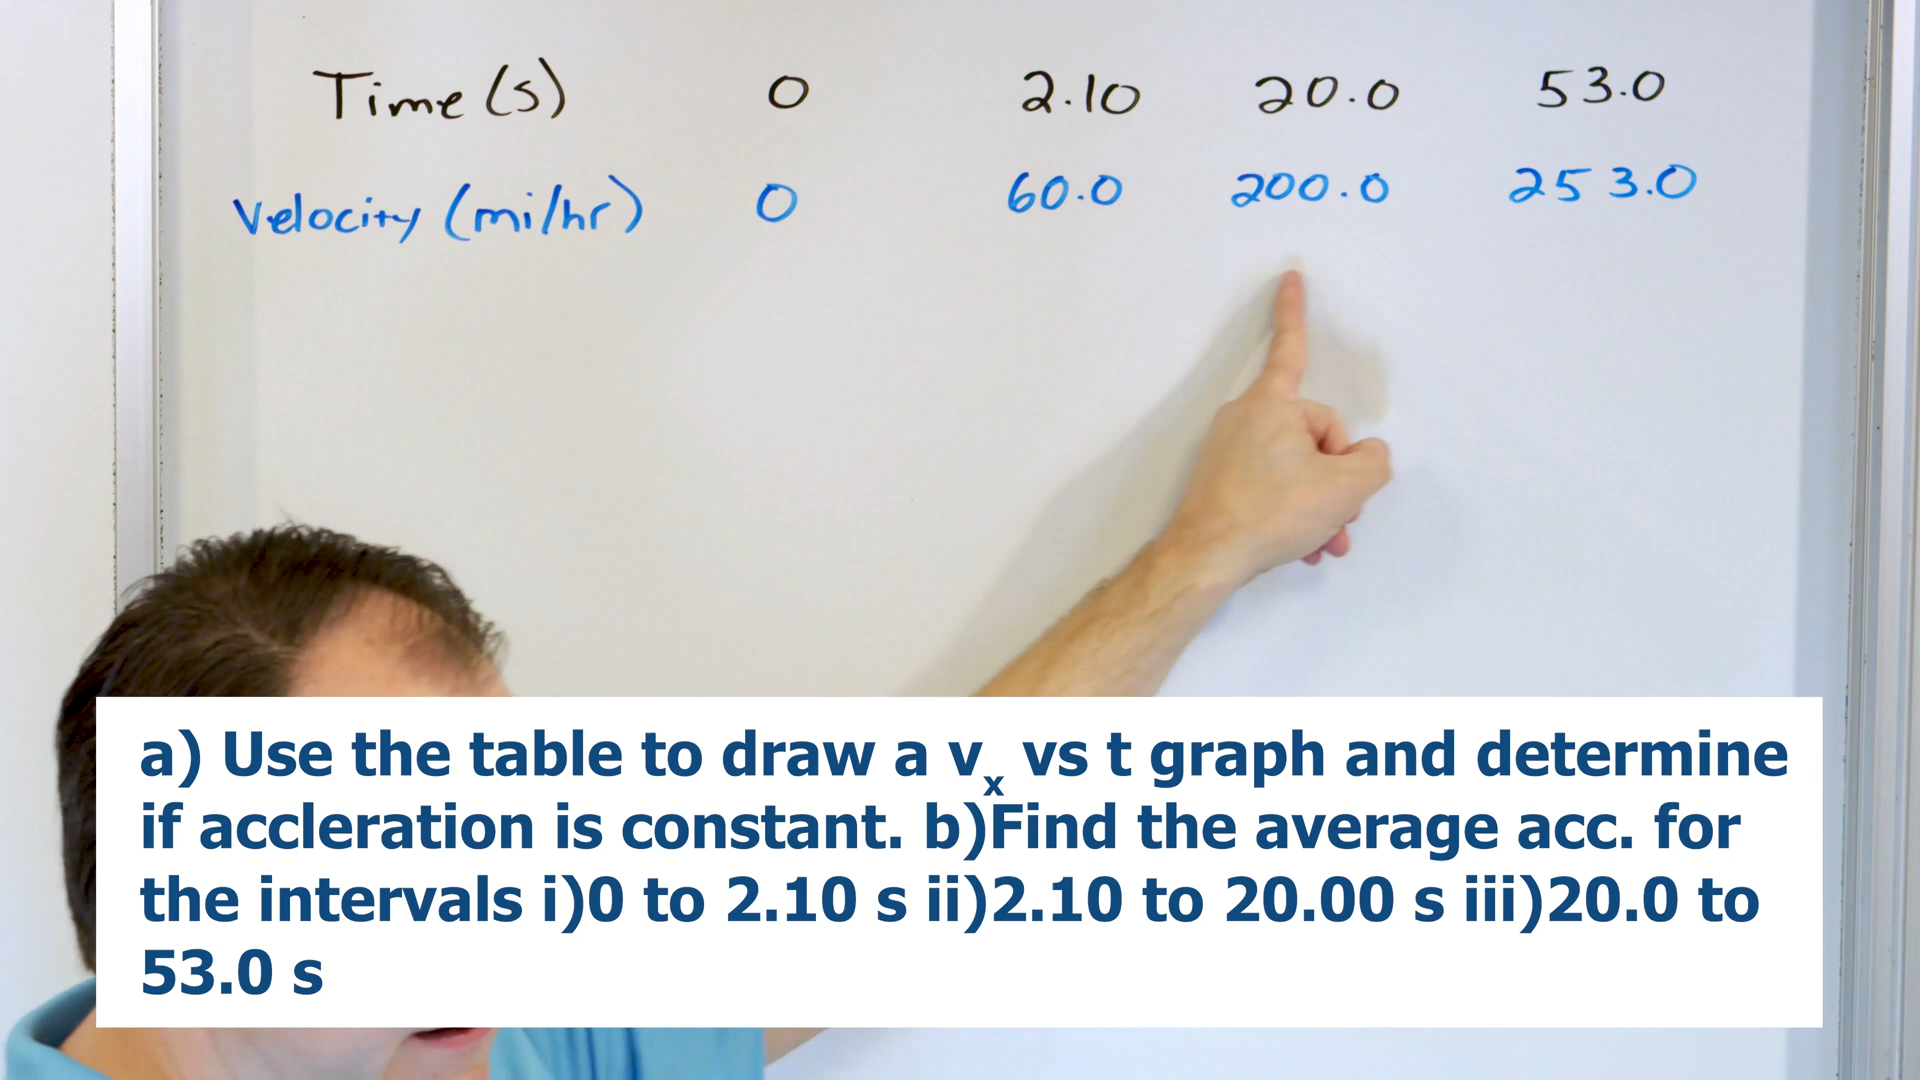 Time (s) 0 2.10 20.0 53.0
Velocity (mi/hr) 0 60.0 200.0 253.0
a) Use the table to draw a vₓ vs t graph and determine
if accleration is constant. b)Find the average acc. for
the intervals i)0 to 2.10 s ii)2.10 to 20.00 s iii)20.0 to
53.0 s